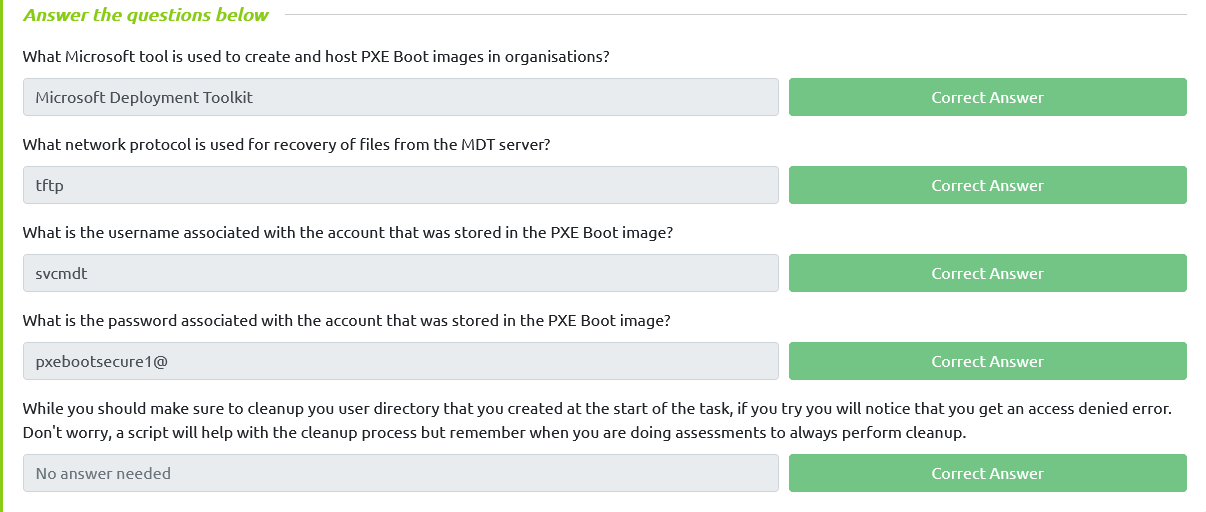 Answer the questions below
What Microsoft tool is used to create and host PXE Boot images in organisations?
Microsoft Deployment Toolkit
Correct Answer
What network protocol is used for recovery of files from the MDT server?
tftp
Correct Answer
What is the username associated with the account that was stored in the PXE Boot image?
svcmdt
Correct Answer
What is the password associated with the account that was stored in the PXE Boot image?
pxebootsecure1@
Correct Answer
While you should make sure to cleanup you user directory that you created at the start of the task, if you try you will notice that you get an access denied error.
Don't worry, a script will help with the cleanup process but remember when you are doing assessments to always perform cleanup.
No answer needed
Correct Answer